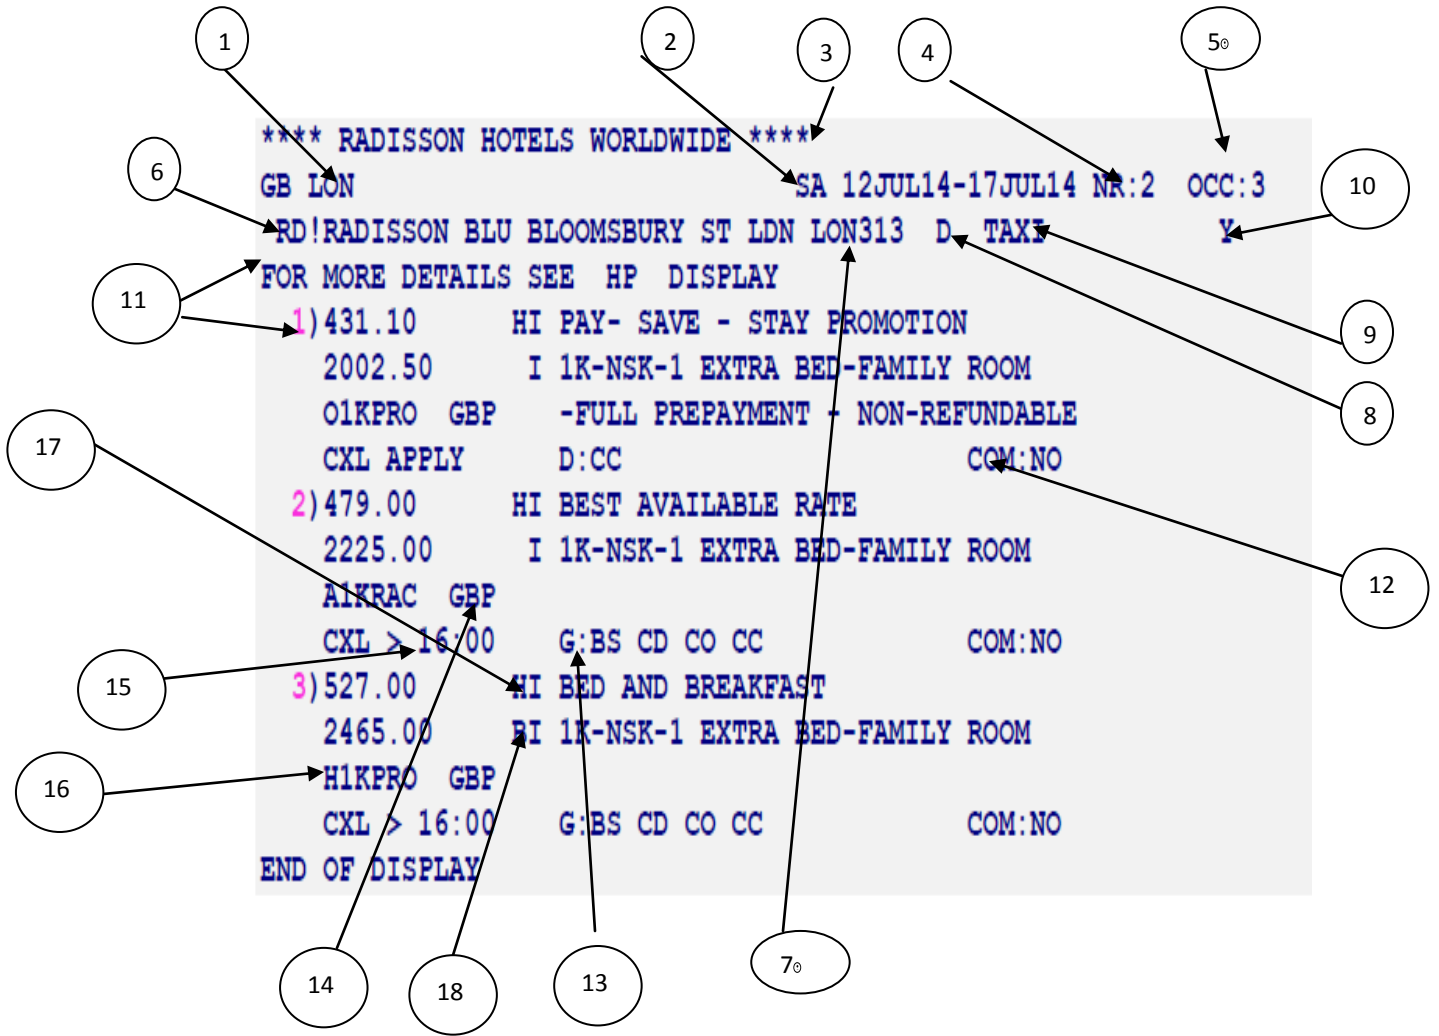 1
2
3
4
5
**** RADISSON HOTELS WORLDWIDE ****
6
GB LON SA 12JUL14-17JUL14 NR:2 OCC:3
10
RD!RADISSON BLU BLOOMSBURY ST LDN LON313 D TAXI Y
FOR MORE DETAILS SEE HP DISPLAY
11
1)431.10 HI PAY- SAVE - STAY PROMOTION
9
2002.50 I 1K-NSK-1 EXTRA BED-FAMILY ROOM
O1KPRO GBP -FULL PREPAYMENT - NON-REFUNDABLE
8
17
CXL APPLY D:CC COM:NO
2)479.00 HI BEST AVAILABLE RATE
2225.00 I 1K-NSK-1 EXTRA BED-FAMILY ROOM
12
A1KRAC GBP
CXL > 16:00 G:BS CD CO CC COM:NO
15
3)527.00 HI BED AND BREAKFAST
2465.00 BI 1K-NSK-1 EXTRA BED-FAMILY ROOM
16
H1KPRO GBP
CXL > 16:00 G:BS CD CO CC COM:NO
END OF DISPLAY
14
18
13
7